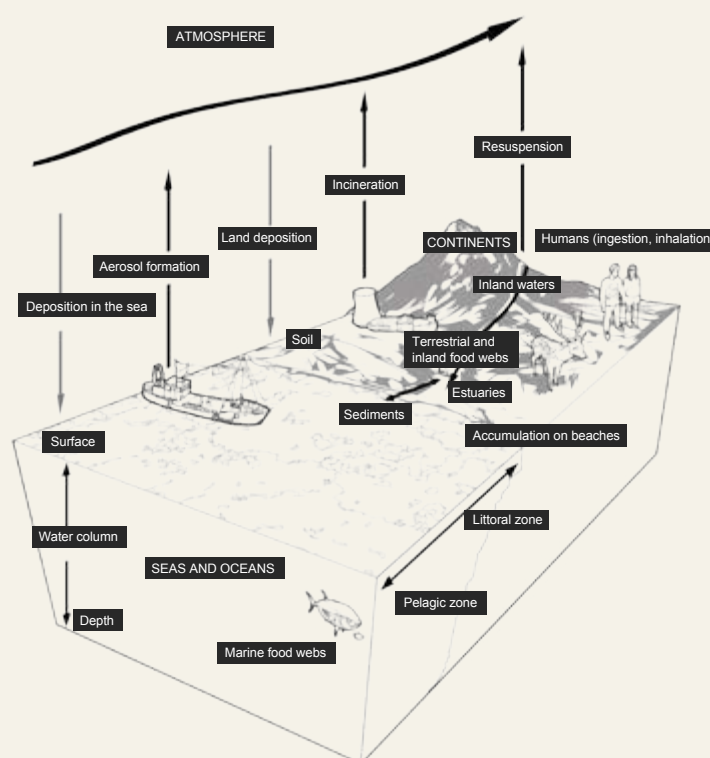 ATMOSPHERE
Resuspension
Incineration
Land deposition
CONTINENTS
Humans (ingestion, inhalation
Aerosol formation
Inland waters
Deposition in the sea
Soil
Terrestrial and
inland food webs
Estuaries
Sediments
Surface
Accumulation on beaches
Littoral zone
Water column
SEAS AND OCEANS
Pelagic zone
Depth
Marine food webs